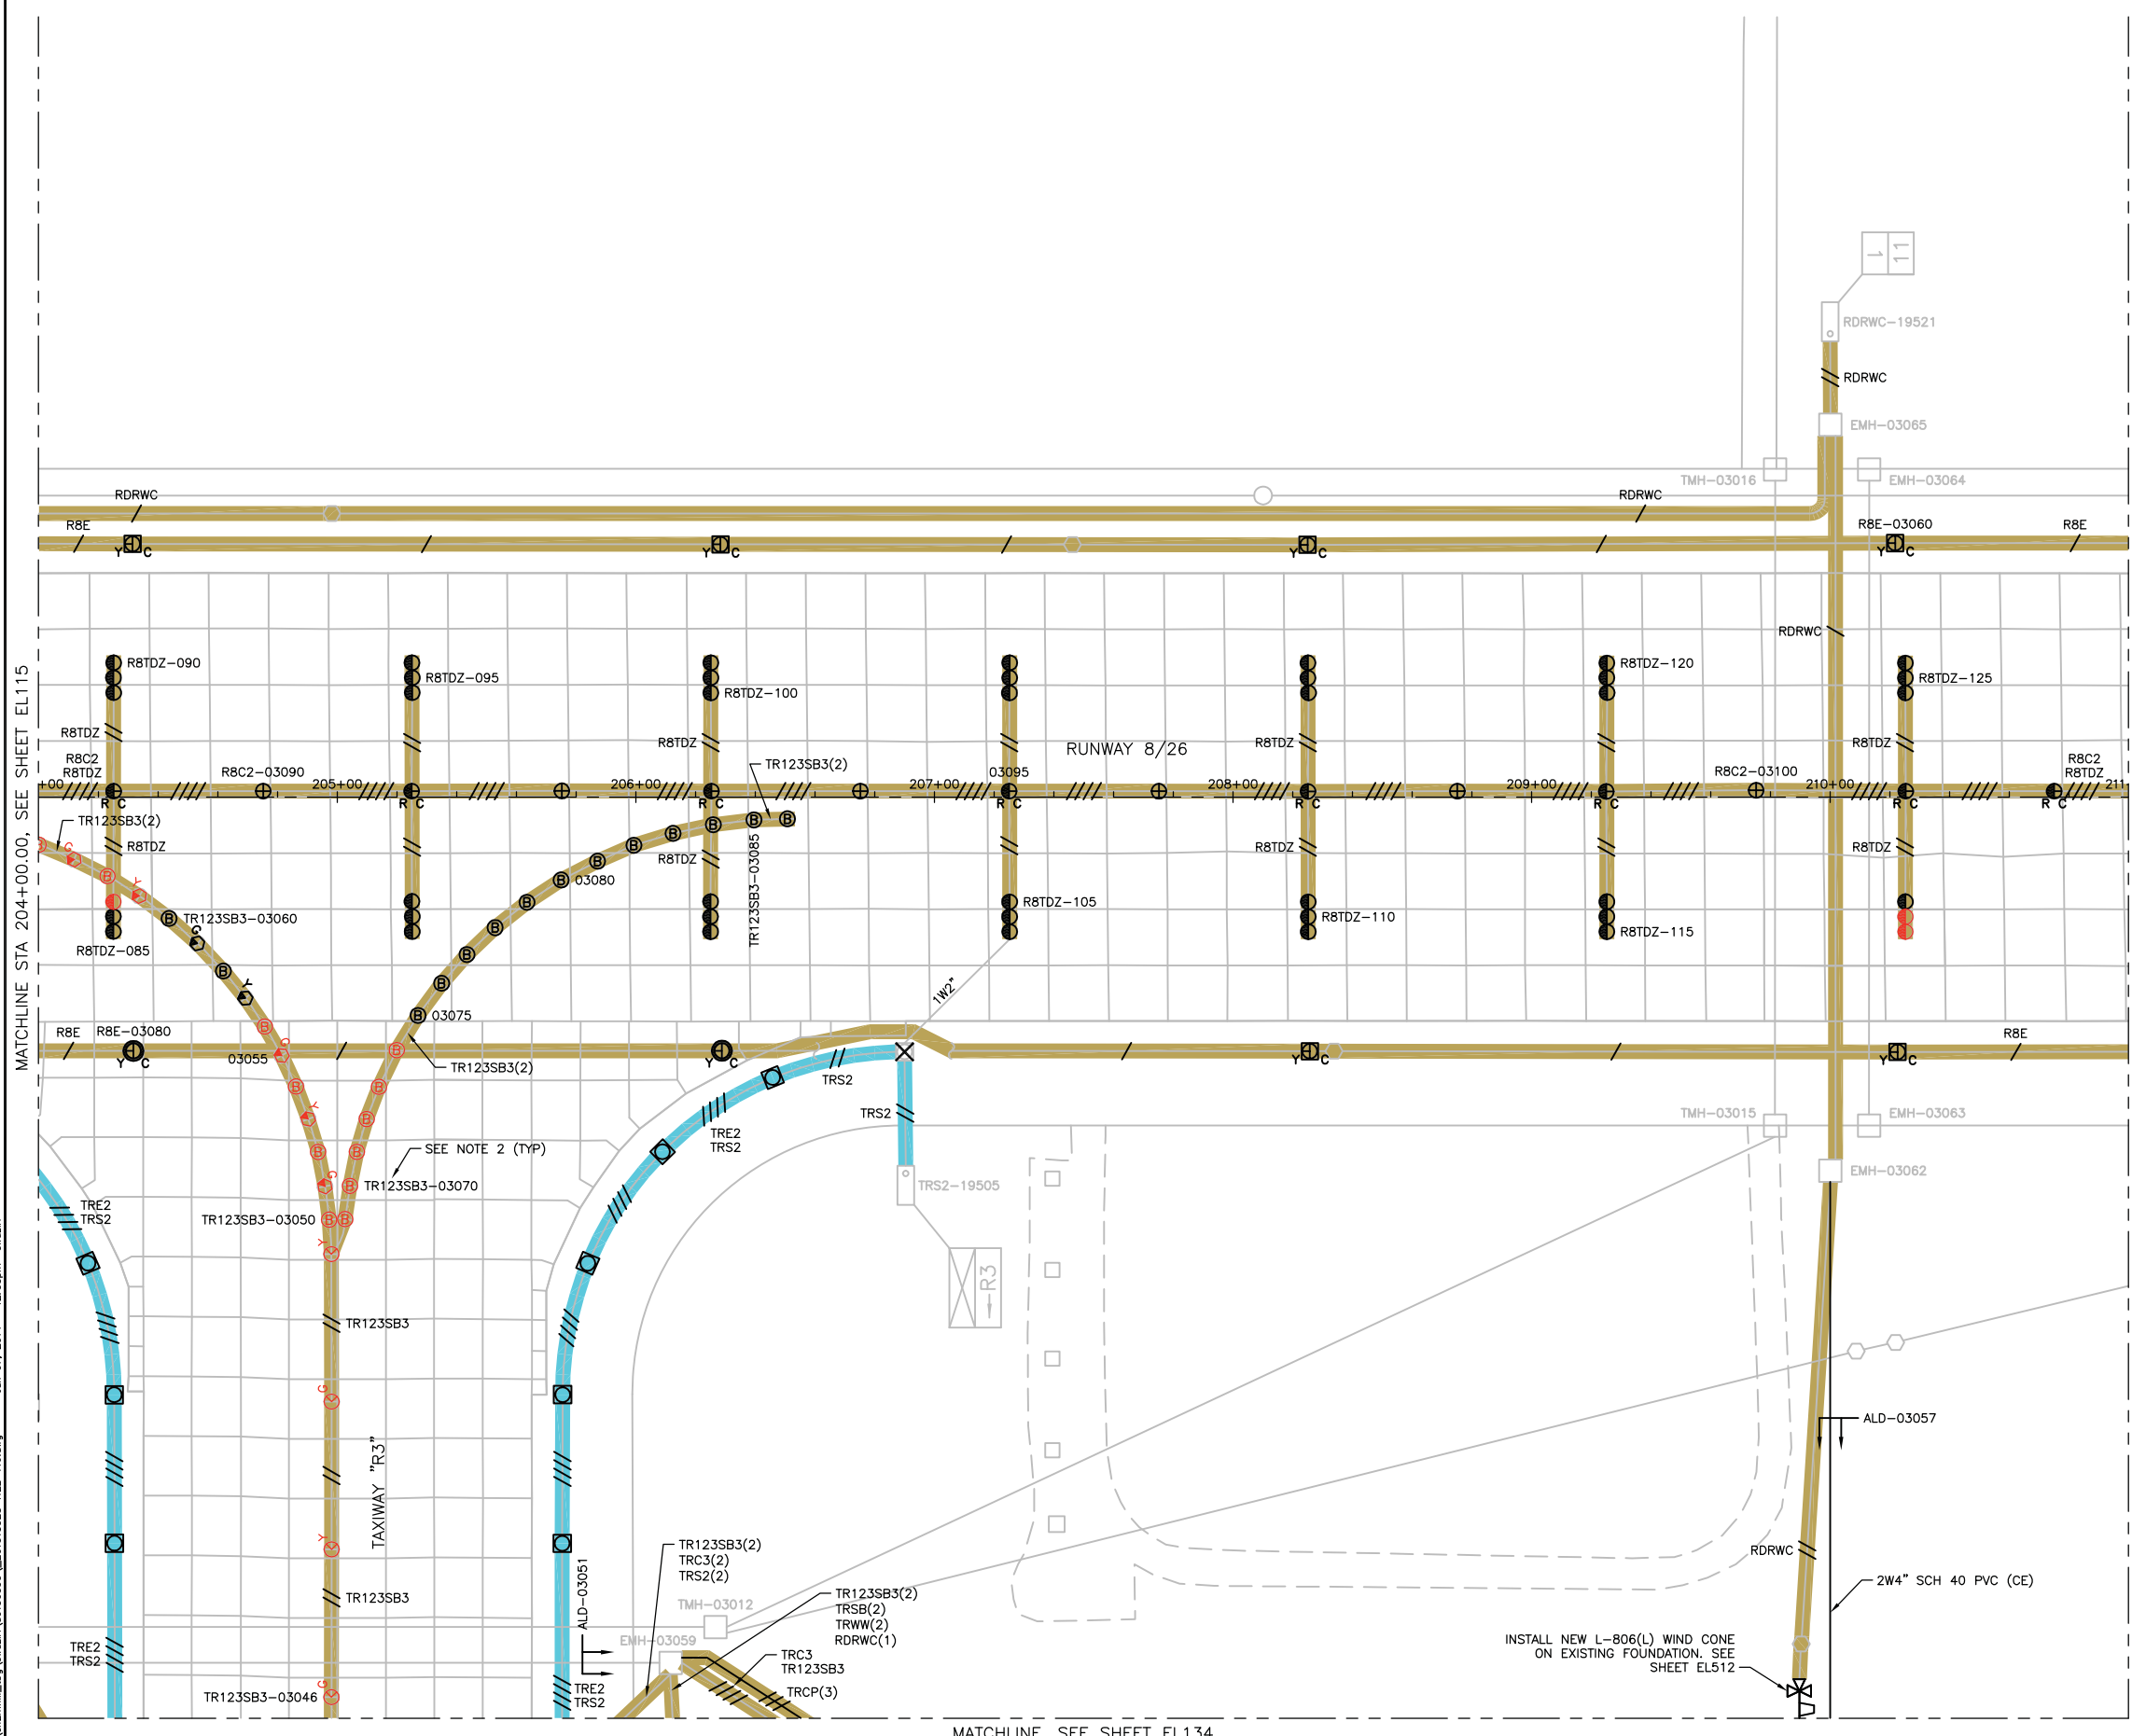 1
11
RDRWC-19521
RDRWC
EMH-03065
TMH-03016
EMH-03064
RDRWC
RDRWC
R8E
R8E-03060
R8E
Y C
Y C
Y C
Y C
RDRWC
R8TDZ-090
R8TDZ-095
R8TDZ-100
R8TDZ-120
R8TDZ-125
R8TDZ
R8TDZ
RUNWAY 8/26
R8TDZ
R8TDZ
R8C2
R8TDZ
R8C2-03090
TR123SB3(2)
03095
R8C2-03100
R8C2
R8TDZ
+00
205+00
206+00
207+00
208+00
209+00
210+00
211
R C
R C
R C
R C
R C
R C
R C
R C
TR123SB3(2)
R8TDZ
R8TDZ
R8TDZ
R8TDZ
G
B
Y
TR123SB3-03085
B
B
B
B
B
B
B
B
B
B
B
B
03080
TR123SB3-03060
R8TDZ-085
R8TDZ-105
R8TDZ-110
R8TDZ-115
G
B
B
Y
1W2"
03075
R8E
R8E-03080
R8E
Y C
Y C
Y C
Y C
03055
B
G
B
TR123SB3(2)
TRS2
TRS2
B
B
Y
B
TRE2
TRS2
TMH-03015
EMH-03063
SEE NOTE 2 (TYP)
B
B
G
B
TR123SB3-03070
EMH-03062
TRS2-19505
TRE2
TRS2
TR123SB3-03050
B
B
Y
R3
TR123SB3
G
ALD-03057
TAXIWAY "R3"
Y
TR123SB3(2)
TRC3(2)
TRS2(2)
RDRWC
2W4" SCH 40 PVC (CE)
TR123SB3
ALD-03051
TMH-03012
TR123SB3(2)
TRSB(2)
TRWW(2)
RDRWC(1)
EMH-03059
TRE2
TRS2
INSTALL NEW L-806(L) WIND CONE
ON EXISTING FOUNDATION. SEE
SHEET EL512
TRC3
TR123SB3
TRCP(3)
TRE2
TRS2
G
TR123SB3-03046
MATCHLINE STA 204+00.00, SEE SHEET EL115
MATCHLINE, SEE SHEET EL134